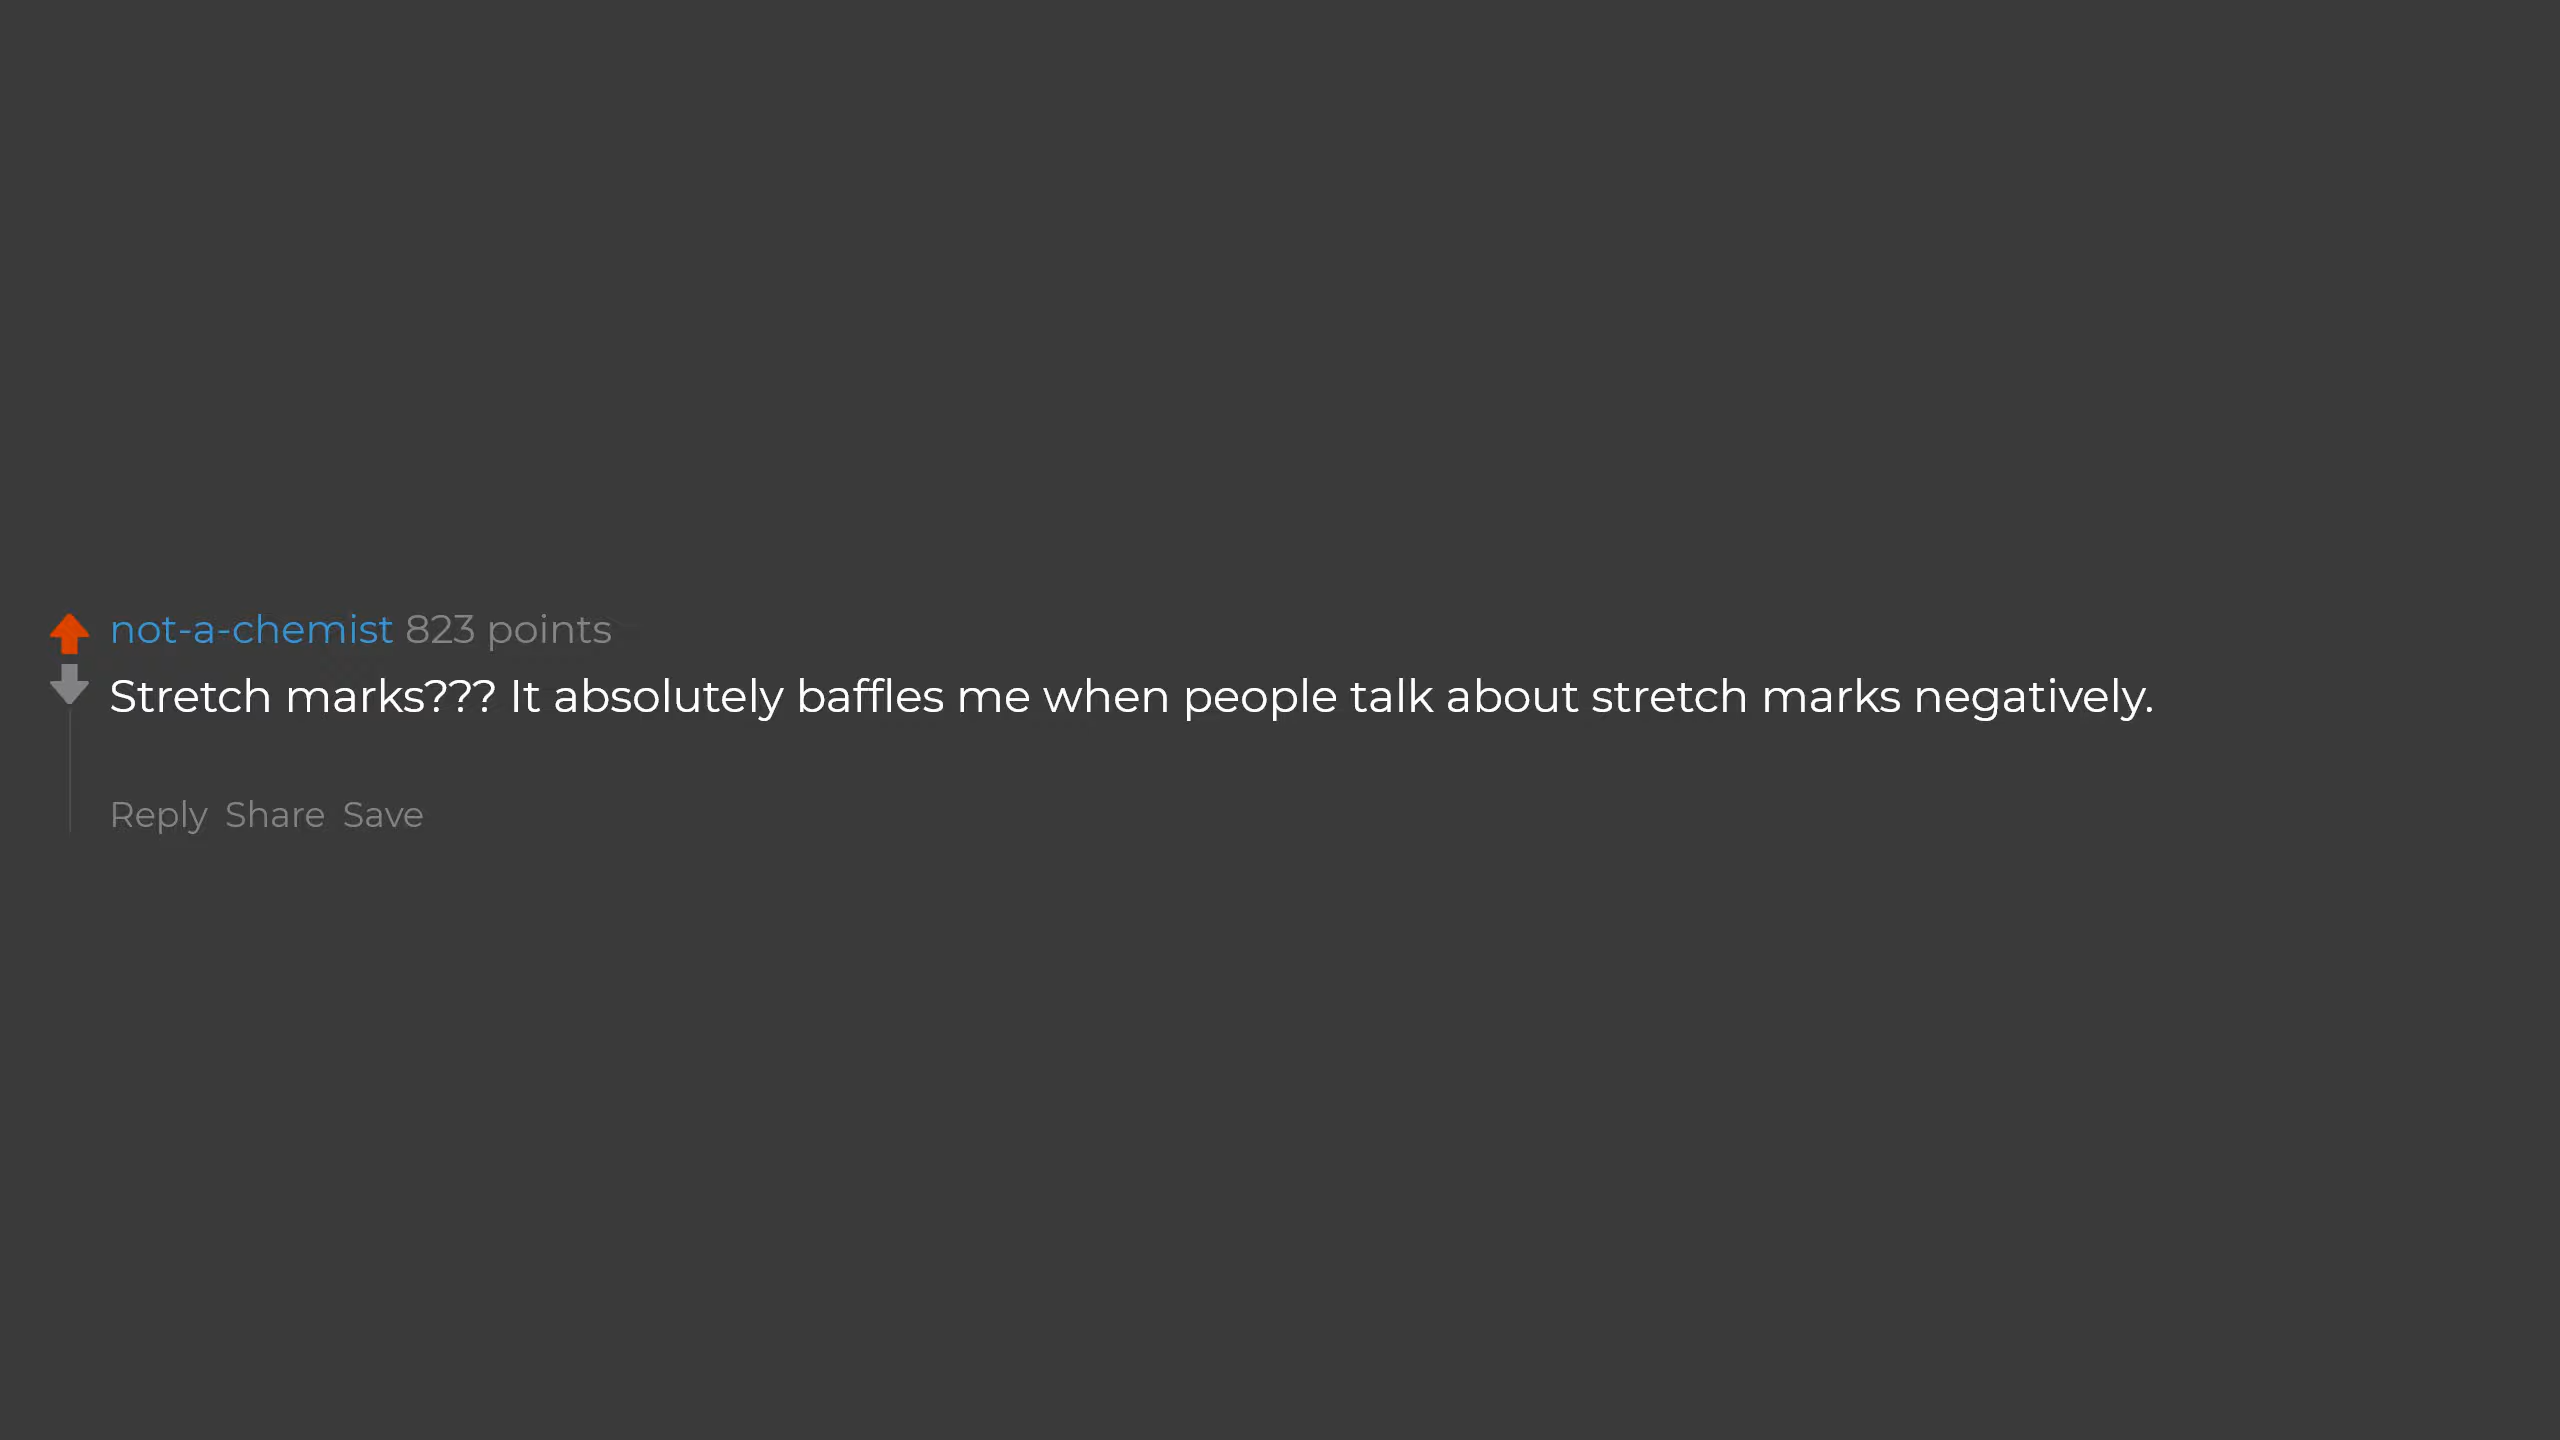 not-a-chemist 823 points
Stretch marks??? It absolutely baffles me when people talk about stretch marks negatively.
Reply Share Save